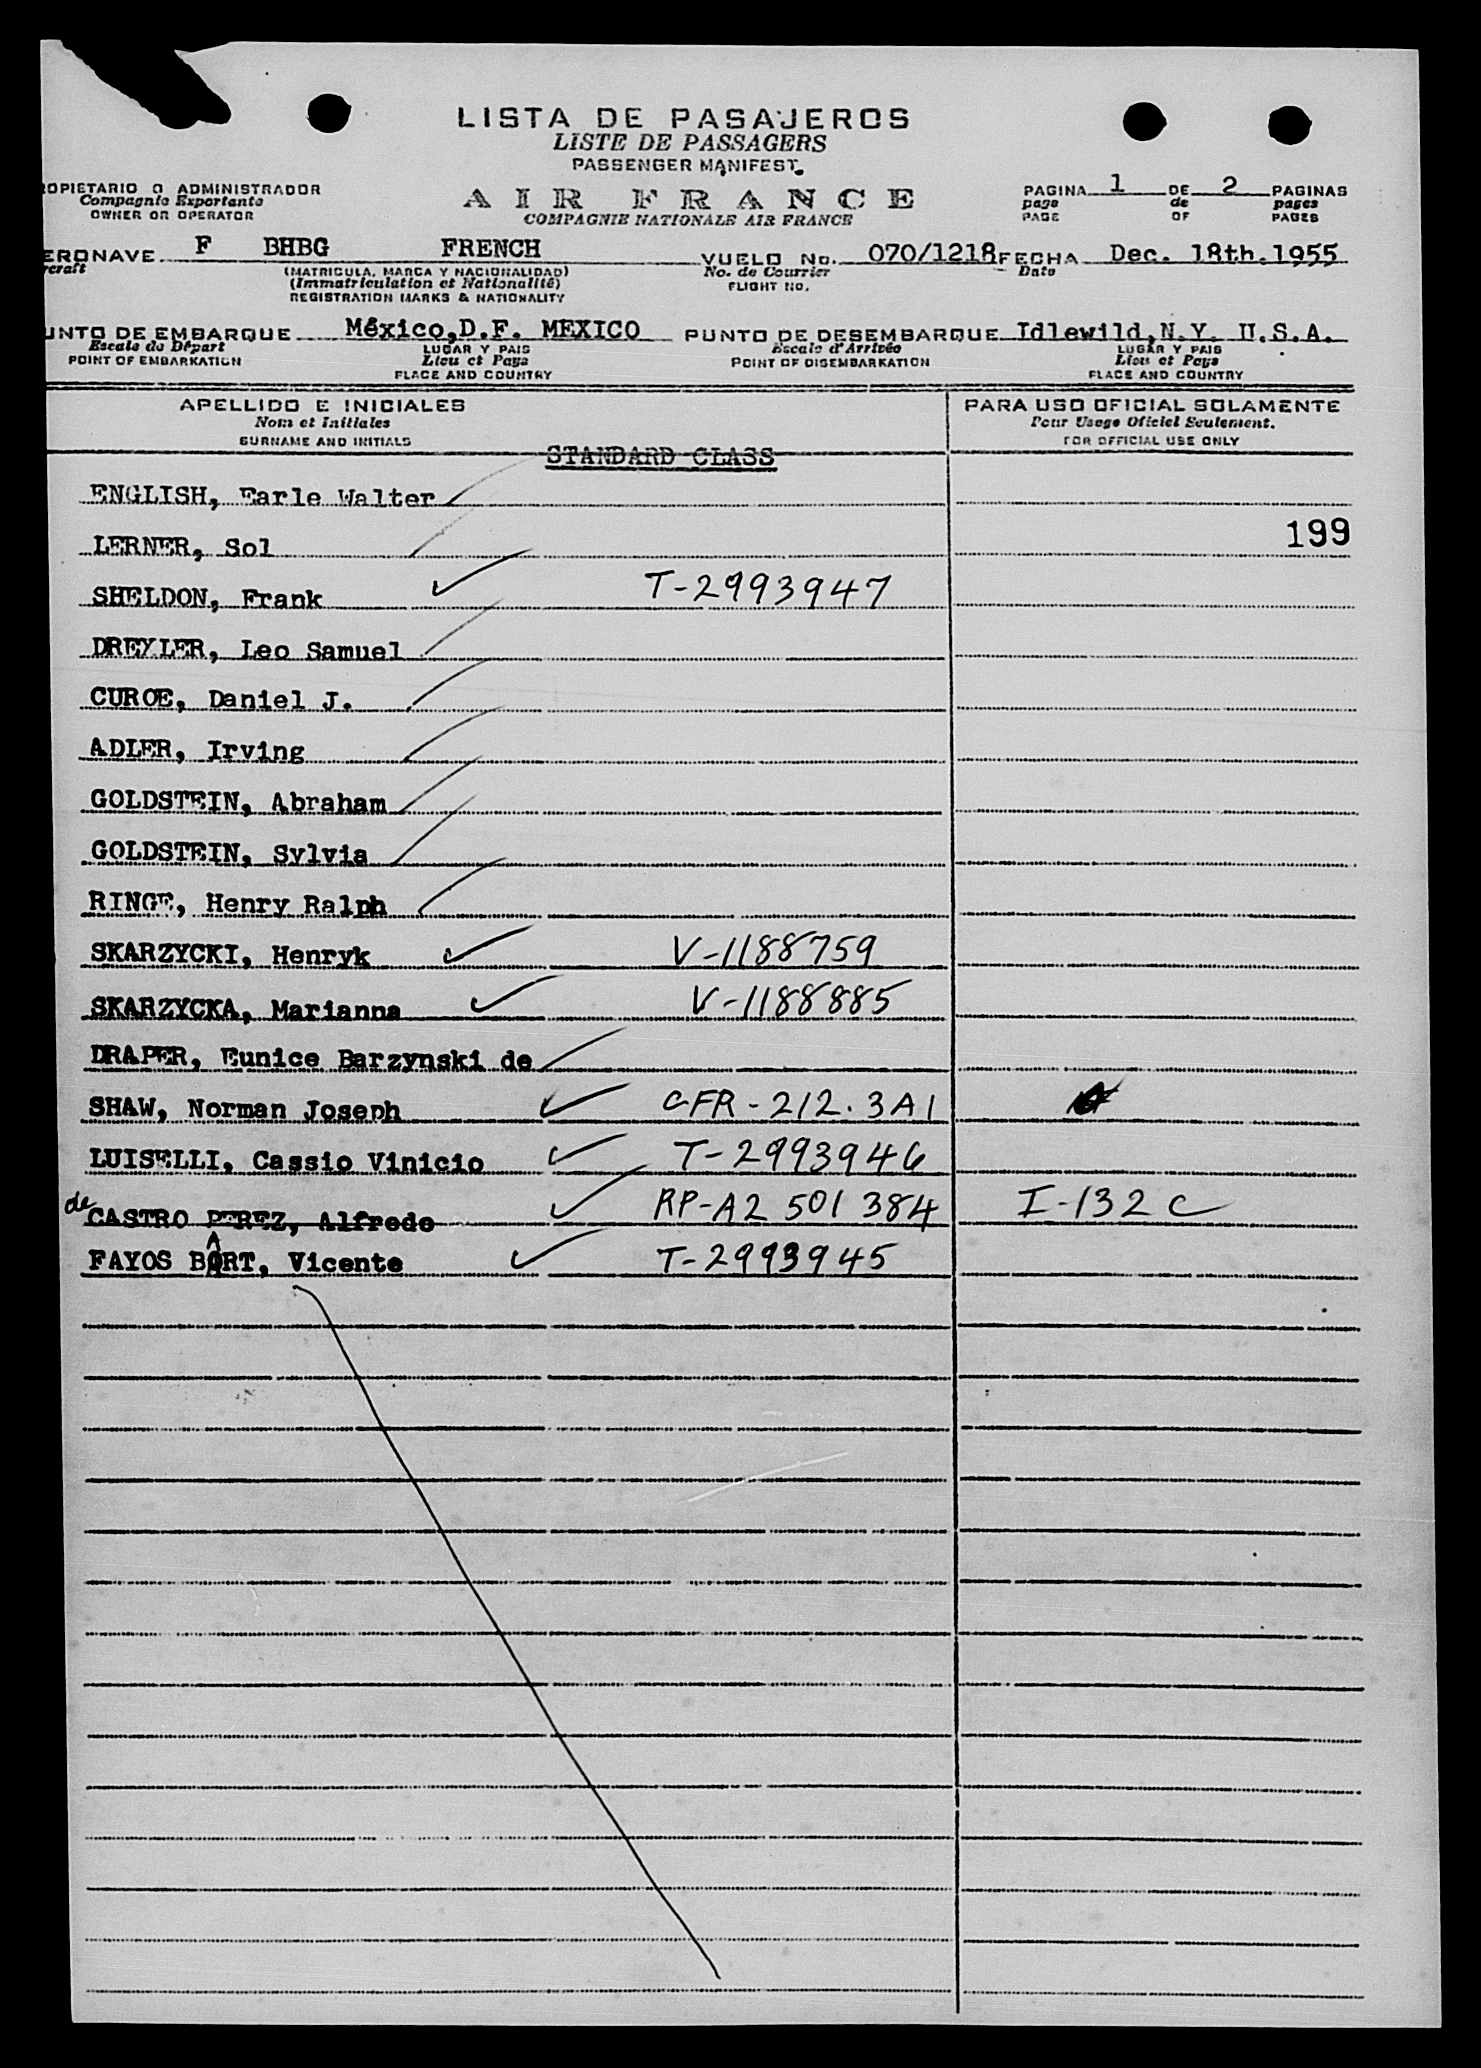 LISTA DE PASAJEROS
LISTE DE PASSAGERS
PASSENGER MANIFEST
OPIETARIO O ADMINISTRADOR
Compagnie Exportante
OWNER OR OPERATOR
AIR FRANCE
COMPAGNIE NATIONALE AIR FRANCE
PAGINA 1 DE 2 PAGINAS
page de pages
PAGE OF PAGES
ERONAVE F BHBG FRENCH VUELO No. 070/1218 FECHA Dec. 18th. 1955
craft (MATRICULA, MARCA Y NACIONALIDAD) No. de Courrier Date
(Immatriculation et Nationalité) FLIGHT NO.
REGISTRATION MARKS & NATIONALITY
UNTO DE EMBARQUE México,D.F. MEXICO PUNTO DE DESEMBARQUE Idlewild,N.Y. U.S.A.
Escale du Départ LUGAR Y PAIS Escale d'Arrivée LUGAR Y PAIS
POINT OF EMBARKATION Lieu et Pays POINT OF DISEMBARKATION Lieu et Pays
PLACE AND COUNTRY PLACE AND COUNTRY
APELLIDO E INICIALES PARA USO OFICIAL SOLAMENTE
Nom et Initiales Pour Usage Officiel Seulement.
SURNAME AND INITIALS FOR OFFICIAL USE ONLY
STANDARD CLASS
ENGLISH, Earle Walter
LERNER, Sol 199
SHELDON, Frank T-2993947
DREYLER, Leo Samuel
CUROE, Daniel J.
ADLER, Irving
GOLDSTEIN, Abraham
GOLDSTEIN, Sylvia
RINGE, Henry Ralph
SKARZYCKI, Henryk V-1188759
SKARZYCKA, Marianna V-1188885
DRAPER, Eunice Barzynski de
SHAW, Norman Joseph CFR-212.3A1
LUISELLI, Cassio Vinicio T-2993946
de CASTRO PEREZ, Alfredo RP-A2 501 384 I-132 C
FAYOS BORT, Vicente T-2993945